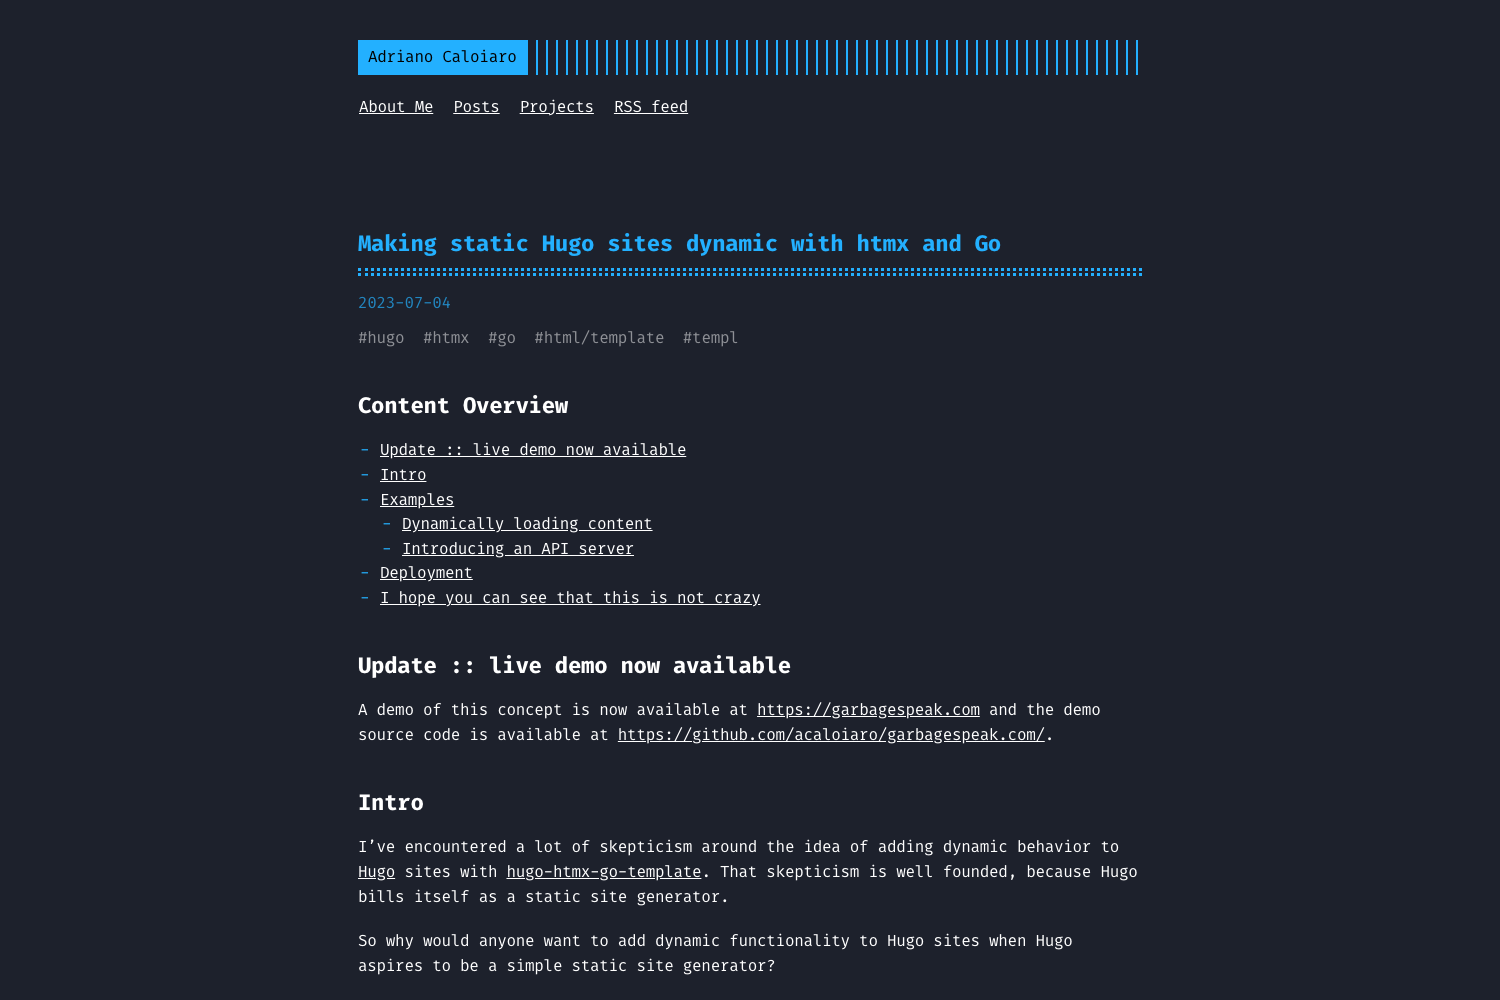 Adriano Caloiaro
About Me Posts Projects RSS feed
Making static Hugo sites dynamic with htmx and Go
2023-07-04
#hugo #htmx #go #html/template #templ
Content Overview
- Update :: live demo now available
- Intro
- Examples
- Dynamically loading content
- Introducing an API server
- Deployment
- I hope you can see that this is not crazy
Update :: live demo now available
A demo of this concept is now available at https://garbagespeak.com and the demo
source code is available at https://github.com/acaloiaro/garbagespeak.com/.
Intro
I’ve encountered a lot of skepticism around the idea of adding dynamic behavior to
Hugo sites with hugo-htmx-go-template. That skepticism is well founded, because Hugo
bills itself as a static site generator.
So why would anyone want to add dynamic functionality to Hugo sites when Hugo
aspires to be a simple static site generator?